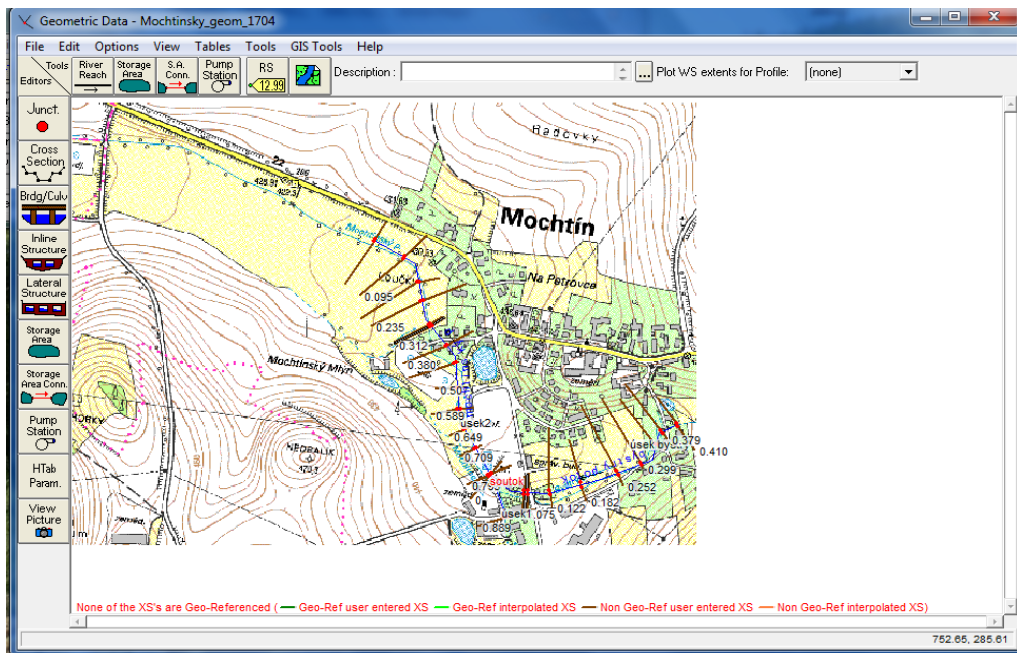 Geometric Data - Mochtinsky_geom_1704
File Edit Options View Tables Tools GIS Tools Help
Tools
Editors
River Reach
Storage Area
S.A. Conn.
Pump Station
RS
12.99
Description :
...
Plot WS extents for Profile:
(none)
Junct.
Cross Section
Brdg/Culv
Inline Structure
Lateral Structure
Storage Area
Storage Area Conn.
Pump Station
HTab Param.
View Picture
22
Mochtín
Na Petrovce
0.095
0.235
0.312
0.380
Mochtínský Mlýn
0.507
0.589
usek2
0.649
0.709
soutok
usek1
0.889
.075
0.122
0.182
0.252
0.299
0.379
0.410
None of the XS's are Geo-Referenced ( — Geo-Ref user entered XS — Geo-Ref interpolated XS — Non Geo-Ref user entered XS — Non Geo-Ref interpolated XS)
752.65, 285.61